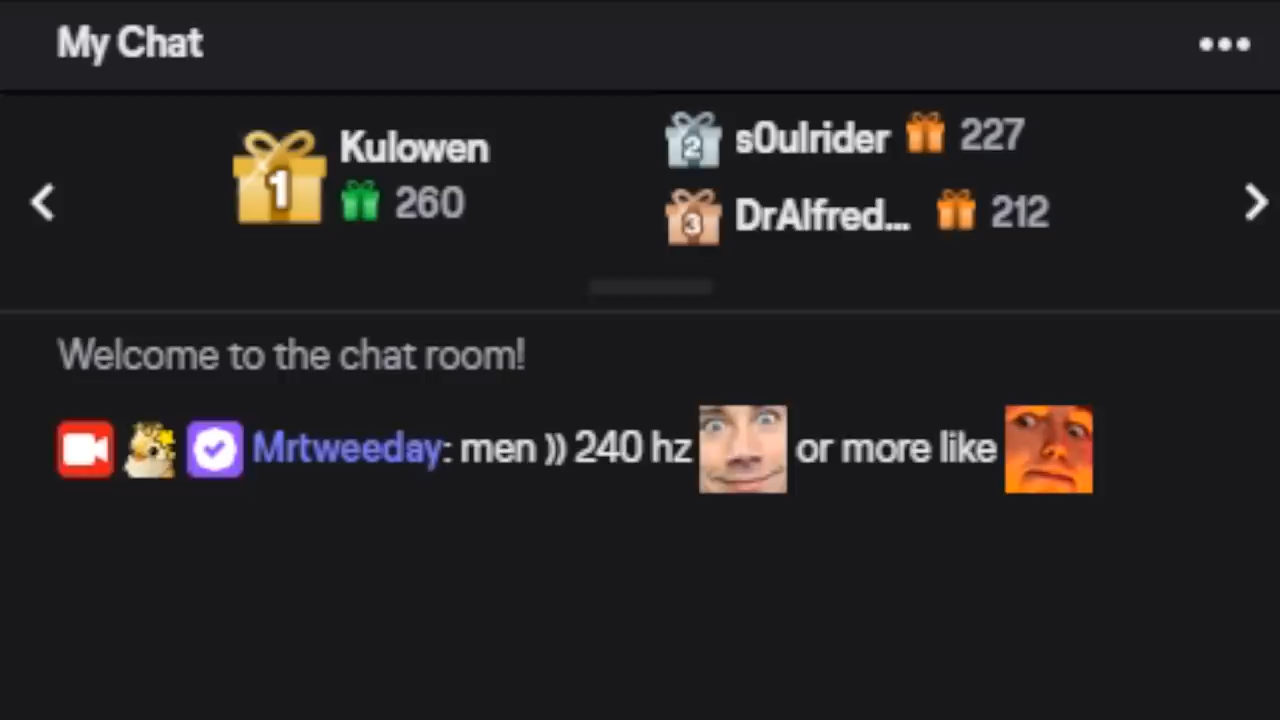 My Chat
1 Kulowen
260
2 s0ulrider 227
3 DrAlfred... 212
Welcome to the chat room!
Mrtweeday: men )) 240 hz or more like